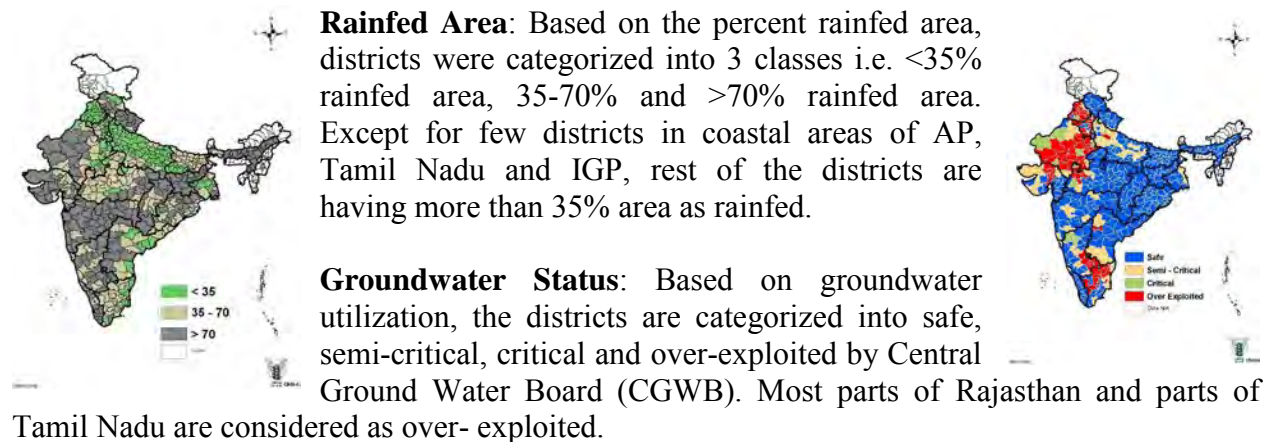 Rainfed Area: Based on the percent rainfed area,
districts were categorized into 3 classes i.e. <35%
rainfed area, 35-70% and >70% rainfed area.
Except for few districts in coastal areas of AP,
Tamil Nadu and IGP, rest of the districts are
having more than 35% area as rainfed.
< 35
35 - 70
> 70
Groundwater Status: Based on groundwater
utilization, the districts are categorized into safe,
semi-critical, critical and over-exploited by Central
Ground Water Board (CGWB). Most parts of Rajasthan and parts of
Tamil Nadu are considered as over- exploited.
Safe
Semi - Critical
Critical
Over Exploited